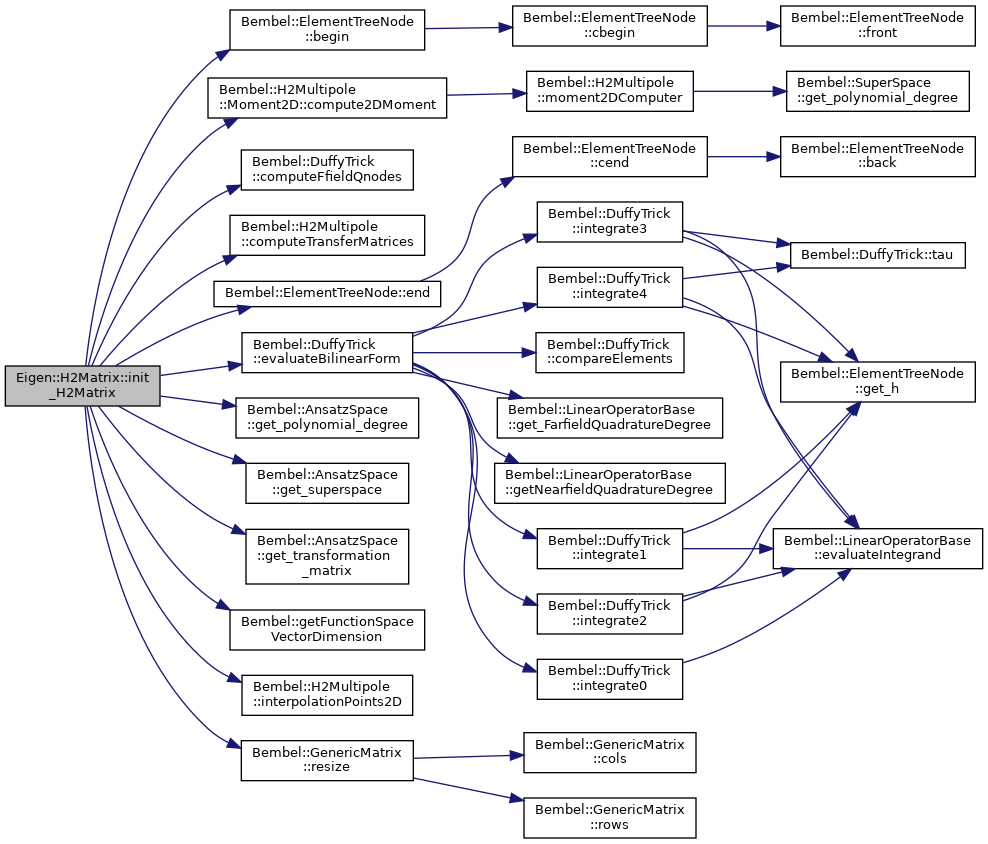 Eigen::H2Matrix::init
_H2Matrix
Bembel::ElementTreeNode
::begin
Bembel::H2Multipole
::Moment2D::compute2DMoment
Bembel::DuffyTrick
::computeFfieldQnodes
Bembel::H2Multipole
::computeTransferMatrices
Bembel::ElementTreeNode::end
Bembel::DuffyTrick
::evaluateBilinearForm
Bembel::AnsatzSpace
::get_polynomial_degree
Bembel::AnsatzSpace
::get_superspace
Bembel::AnsatzSpace
::get_transformation
_matrix
Bembel::getFunctionSpace
VectorDimension
Bembel::H2Multipole
::interpolationPoints2D
Bembel::GenericMatrix
::resize
Bembel::ElementTreeNode
::cbegin
Bembel::H2Multipole
::moment2DComputer
Bembel::ElementTreeNode
::cend
Bembel::DuffyTrick
::integrate3
Bembel::DuffyTrick
::integrate4
Bembel::DuffyTrick
::compareElements
Bembel::LinearOperatorBase
::get_FarfieldQuadratureDegree
Bembel::LinearOperatorBase
::getNearfieldQuadratureDegree
Bembel::DuffyTrick
::integrate1
Bembel::DuffyTrick
::integrate2
Bembel::DuffyTrick
::integrate0
Bembel::GenericMatrix
::cols
Bembel::GenericMatrix
::rows
Bembel::ElementTreeNode
::front
Bembel::SuperSpace
::get_polynomial_degree
Bembel::ElementTreeNode
::back
Bembel::DuffyTrick::tau
Bembel::ElementTreeNode
::get_h
Bembel::LinearOperatorBase
::evaluateIntegrand